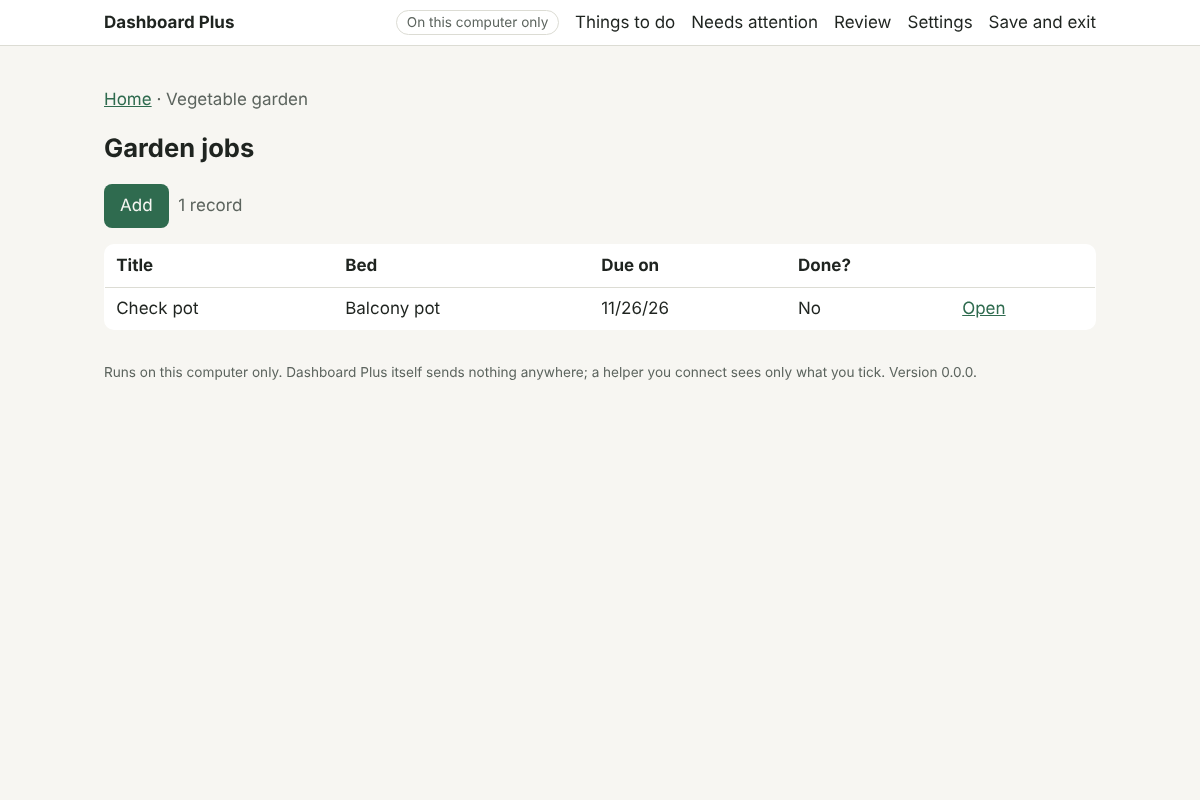 Dashboard Plus On this computer only Things to do Needs attention Review Settings Save and exit
Home · Vegetable garden
Garden jobs
Add 1 record
Title Bed Due on Done?
Check pot Balcony pot 11/26/26 No Open
Runs on this computer only. Dashboard Plus itself sends nothing anywhere; a helper you connect sees only what you tick. Version 0.0.0.